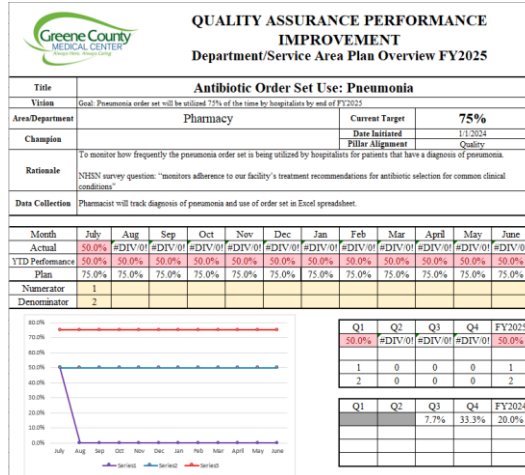 Greene County
MEDICAL CENTER
Always Here. Always Caring.
QUALITY ASSURANCE PERFORMANCE
IMPROVEMENT
Department/Service Area Plan Overview FY2025
Title Antibiotic Order Set Use: Pneumonia
Vision Goal: Pneumonia order set will be utilized 75% of the time by hospitalists by end of FY2025
Area/Department Pharmacy Current Target 75%
Champion Date Initiated 1/1/2024
Pillar Alignment Quality
Rationale To monitor how frequently the pneumonia order set is being utilized by hospitalists for patients that have a diagnosis of pneumonia.
NHSN survey question: "monitors adherence to our facility's treatment recommendations for antibiotic selection for common clinical
conditions"
Data Collection Pharmacist will track diagnosis of pneumonia and use of order set in Excel spreadsheet.
Month July Aug Sep Oct Nov Dec Jan Feb Mar April May June
Actual 50.0% #DIV/0! #DIV/0! #DIV/0! #DIV/0! #DIV/0! #DIV/0! #DIV/0! #DIV/0! #DIV/0! #DIV/0! #DIV/0
YTD Performance 50.0% 50.0% 50.0% 50.0% 50.0% 50.0% 50.0% 50.0% 50.0% 50.0% 50.0% 50.0%
Plan 75.0% 75.0% 75.0% 75.0% 75.0% 75.0% 75.0% 75.0% 75.0% 75.0% 75.0% 75.0%
Numerator 1
Denominator 2
80.0%
70.0%
60.0%
50.0%
40.0%
30.0%
20.0%
10.0%
0.0%
July Aug Sep Oct Nov Dec Jan Feb Mar April May June
Series1 Series2 Series3
Q1 Q2 Q3 Q4 FY2025
50.0% #DIV/0! #DIV/0! #DIV/0! 50.0%
1 0 0 0 1
2 0 0 0 2
Q1 Q2 Q3 Q4 FY2024
7.7% 33.3% 20.0%